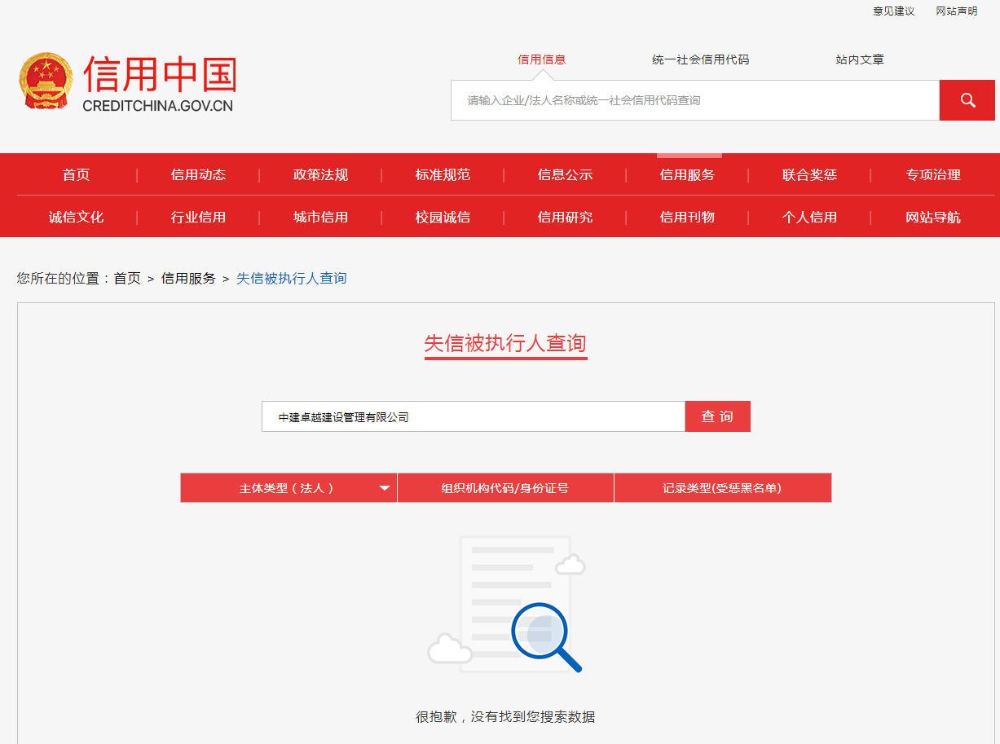 意见建议 网站声明
信用中国
CREDITCHINA.GOV.CN
信用信息 统一社会信用代码 站内文章
请输入企业/法人名称或统一社会信用代码查询
首页 | 信用动态 | 政策法规 | 标准规范 | 信息公示 | 信用服务 | 联合奖惩 | 专项治理
诚信文化 | 行业信用 | 城市信用 | 校园诚信 | 信用研究 | 信用刊物 | 个人信用 | 网站导航
您所在的位置：首页 > 信用服务 > 失信被执行人查询
失信被执行人查询
中建卓越建设管理有限公司 查 询
主体类型（法人） 组织机构代码/身份证号 记录类型(受惩黑名单)
很抱歉，没有找到您搜索数据